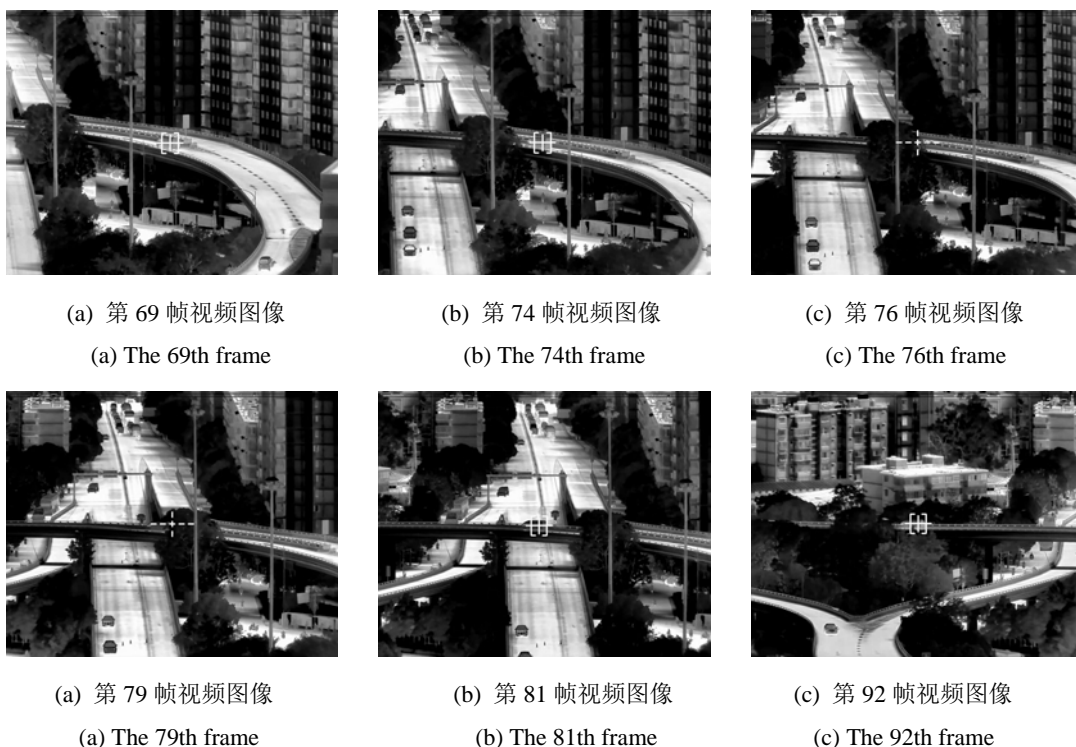 (a) 第 69 帧视频图像
(b) 第 74 帧视频图像
(c) 第 76 帧视频图像
(a) The 69th frame
(b) The 74th frame
(c) The 76th frame
(a) 第 79 帧视频图像
(b) 第 81 帧视频图像
(c) 第 92 帧视频图像
(a) The 79th frame
(b) The 81th frame
(c) The 92th frame